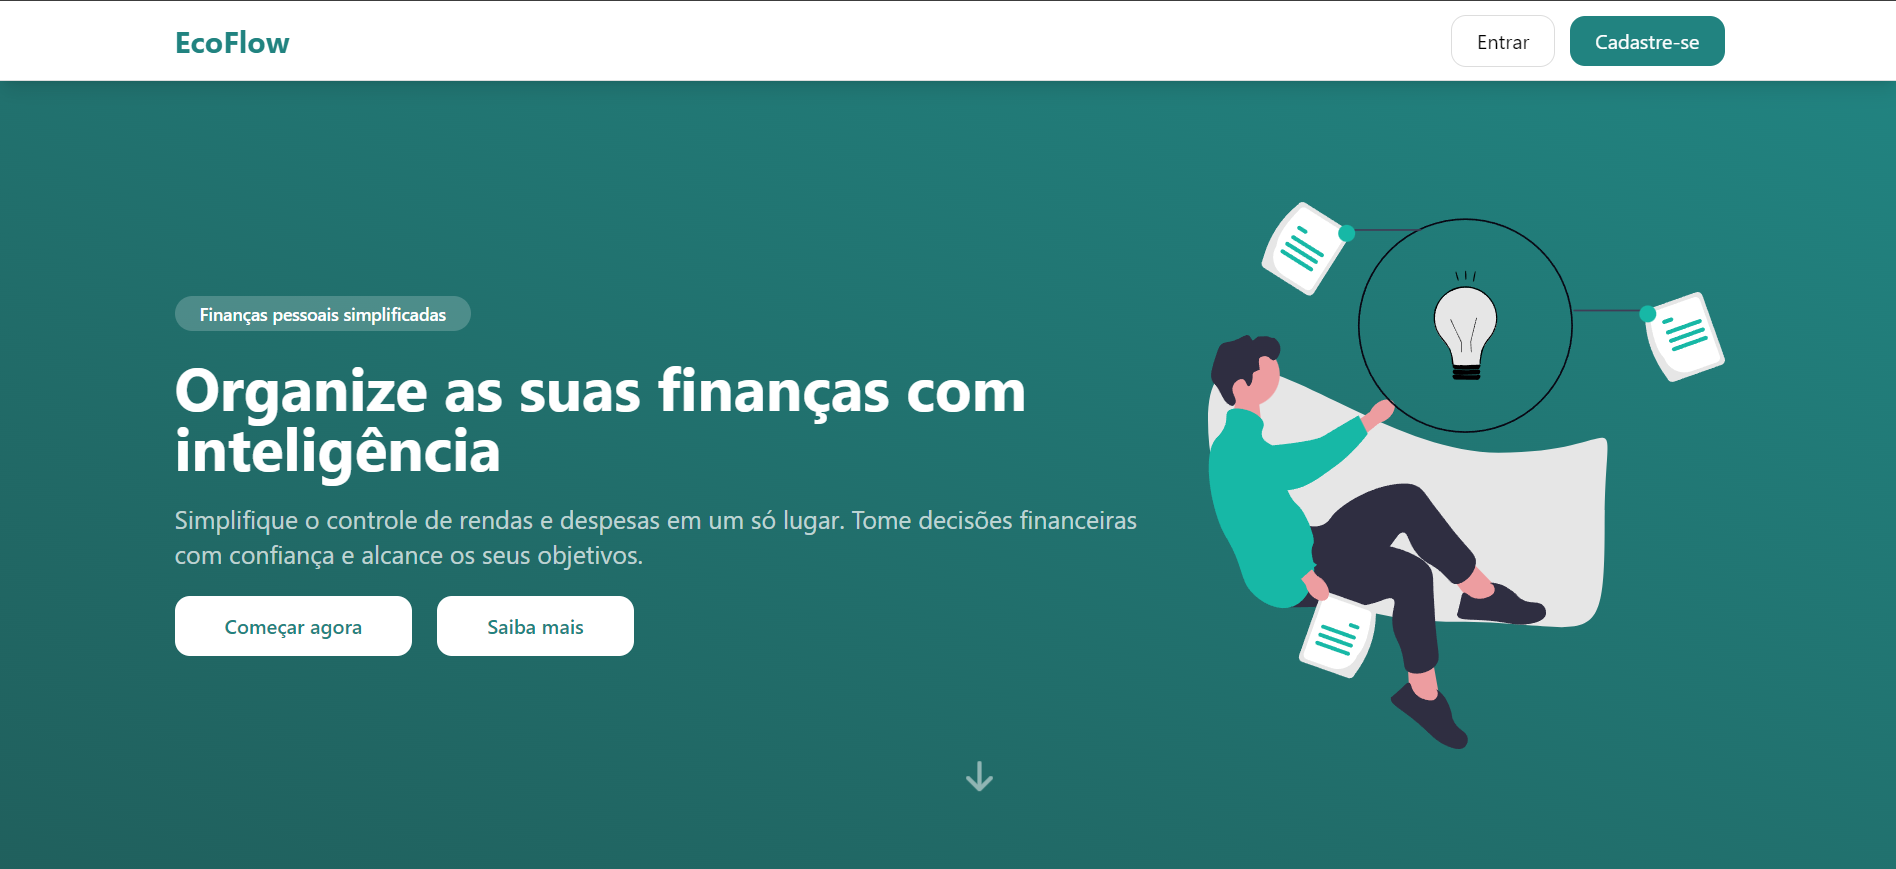 EcoFlow
Entrar
Cadastre-se
Finanças pessoais simplificadas
Organize as suas finanças com
inteligência
Simplifique o controle de rendas e despesas em um só lugar. Tome decisões financeiras
com confiança e alcance os seus objetivos.
Começar agora
Saiba mais